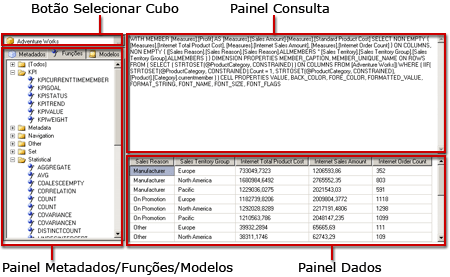 Botão Selecionar Cubo
Painel Consulta
Adventure Works
Metadados Funções Modelos
(Todos)
KPI
KPICURRENTTIMEMEMBER
KPIGOAL
KPISTATUS
KPITREND
KPIVALUE
KPIWEIGHT
Metadata
Navigation
Other
Set
Statistical
AGGREGATE
AVG
COALESCEEMPTY
CORRELATION
COUNT
COUNT
COVARIANCE
COVARIANCEN
DISTINCTCOUNT
WITH MEMBER [Measures].[Profit] AS [Measures].[Sales Amount]-[Measures].[Standard Product Cost] SELECT NON EMPTY {
[Measures].[Internet Total Product Cost], [Measures].[Internet Sales Amount], [Measures].[Internet Order Count] } ON COLUMNS,
NON EMPTY { ([Sales Reason].[Sales Reason].[Sales Reason].ALLMEMBERS * [Sales Territory].[Sales Territory Group].[Sales
Territory Group].ALLMEMBERS ) } DIMENSION PROPERTIES MEMBER_CAPTION, MEMBER_UNIQUE_NAME ON ROWS
FROM ( SELECT ( STRTOSET(@ProductCategory, CONSTRAINED) ) ON COLUMNS FROM [Adventure Works]) WHERE ( IIF(
STRTOSET(@ProductCategory, CONSTRAINED).Count = 1, STRTOSET(@ProductCategory, CONSTRAINED),
[Product].[Category].currentmember ) ) CELL PROPERTIES VALUE, BACK_COLOR, FORE_COLOR, FORMATTED_VALUE,
FORMAT_STRING, FONT_NAME, FONT_SIZE, FONT_FLAGS
Sales Reason Sales Territory Group Internet Total Product Cost Internet Sales Amount Internet Order Count
Manufacturer Europe 733049,7323 1206593,86 352
Manufacturer North America 1680984,6492 2765552,35 803
Manufacturer Pacific 1229036,0275 2021543,03 591
On Promotion Europe 1182739,8206 2009804,3772 1118
On Promotion North America 1292028,8289 2217191,4806 1298
On Promotion Pacific 1210563,786 2048147,235 1099
Other Europe 39932,2894 65665,69 111
Other North America 38311,1746 62743,29 109
Painel Metadados/Funções/Modelos
Painel Dados